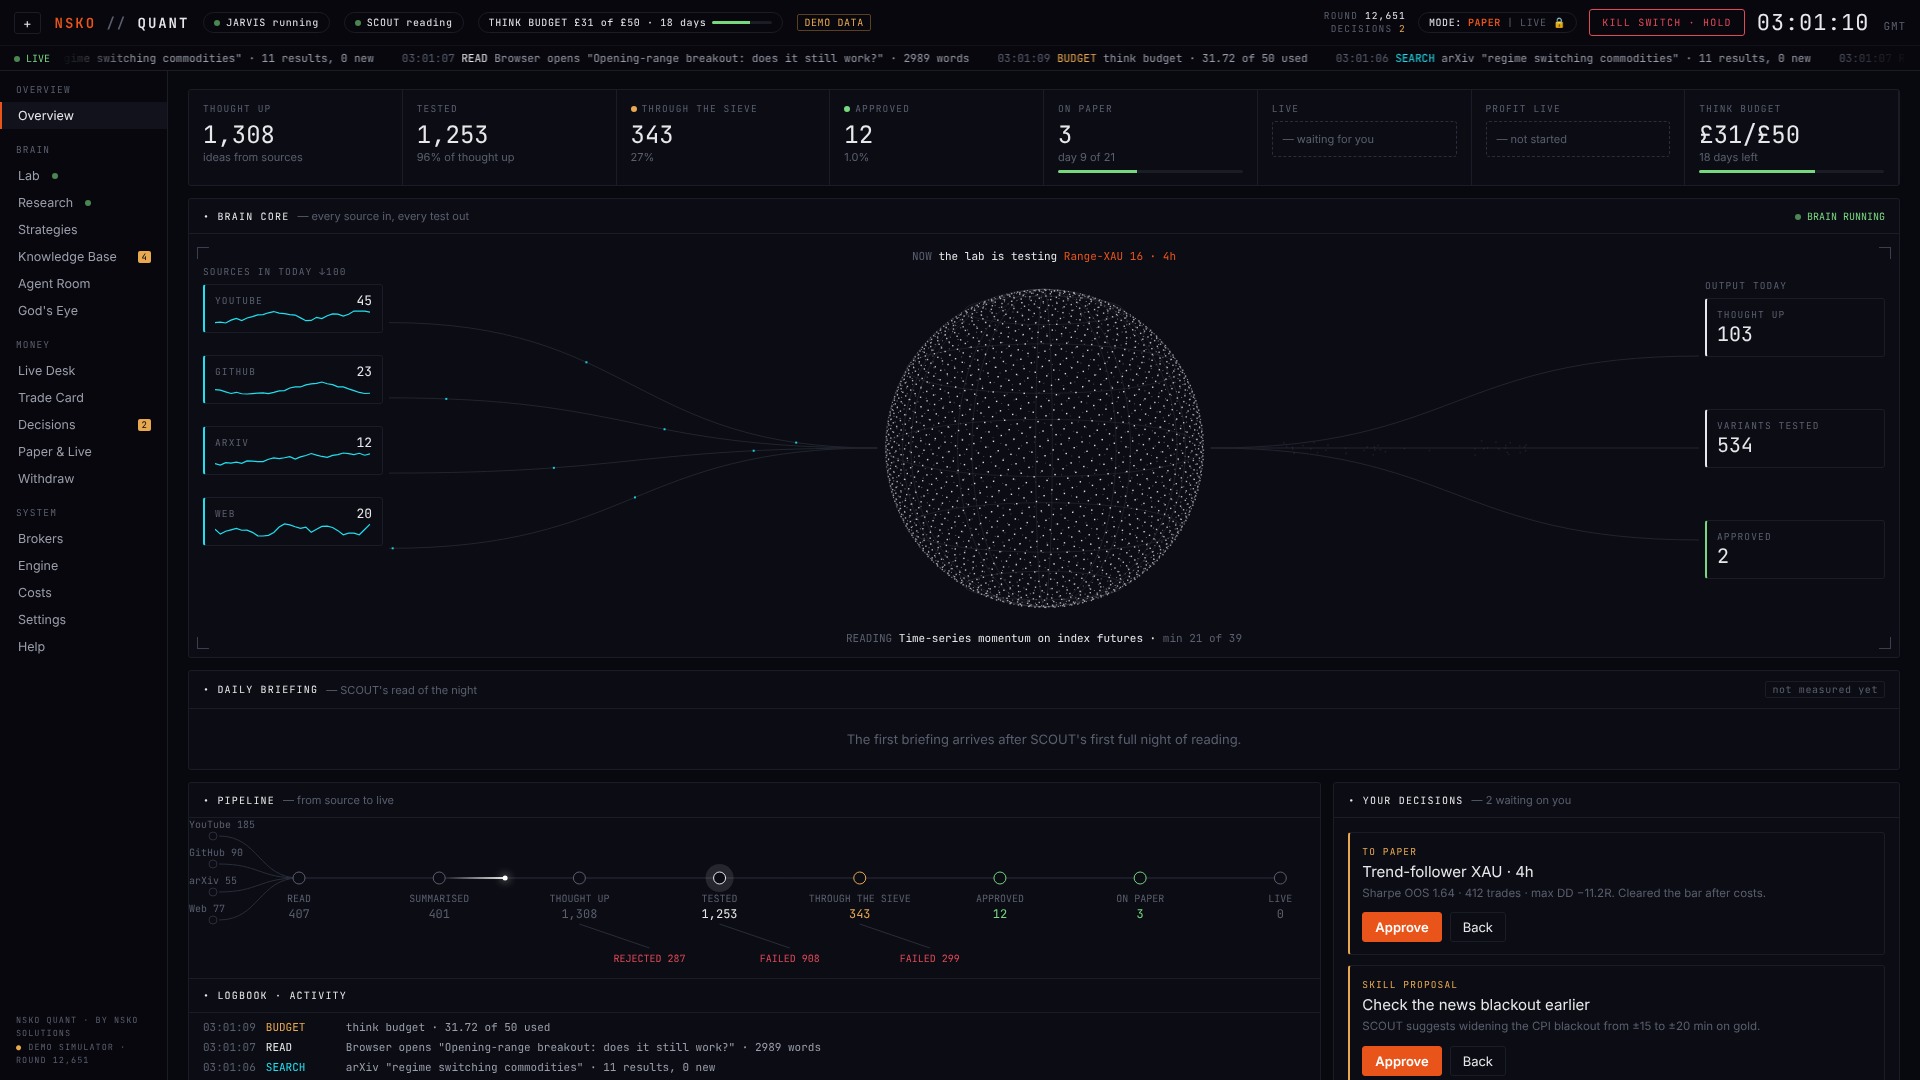 + NSKO // QUANT JARVIS running SCOUT reading THINK BUDGET £31 of £50 · 18 days DEMO DATA
ROUND 12,651
DECISIONS 2
MODE: PAPER | LIVE KILL SWITCH · HOLD 03:01:10 GMT
LIVE switching commodities" · 11 results, 0 new 03:01:07 READ Browser opens "Opening-range breakout: does it still work?" · 2989 words 03:01:09 BUDGET think budget · 31.72 of 50 used 03:01:06 SEARCH arXiv "regime switching commodities" · 11 results, 0 new 03:01:07
OVERVIEW
Overview
BRAIN
Lab
Research
Strategies
Knowledge Base 4
Agent Room
God's Eye
MONEY
Live Desk
Trade Card
Decisions 2
Paper & Live
Withdraw
SYSTEM
Brokers
Engine
Costs
Settings
Help
NSKO QUANT · BY NSKO
SOLUTIONS
DEMO SIMULATOR ·
ROUND 12,651
THOUGHT UP
1,308
ideas from sources
TESTED
1,253
96% of thought up
THROUGH THE SIEVE
343
27%
APPROVED
12
1.0%
ON PAPER
3
day 9 of 21
LIVE
— waiting for you
PROFIT LIVE
— not started
THINK BUDGET
£31/£50
18 days left
• BRAIN CORE — every source in, every test out
BRAIN RUNNING
NOW the lab is testing Range-XAU 16 · 4h
SOURCES IN TODAY ↓100
YOUTUBE 45
GITHUB 23
ARXIV 12
WEB 20
OUTPUT TODAY
THOUGHT UP
103
VARIANTS TESTED
534
APPROVED
2
READING Time-series momentum on index futures · min 21 of 39
• DAILY BRIEFING — SCOUT's read of the night
not measured yet
The first briefing arrives after SCOUT's first full night of reading.
• PIPELINE — from source to live
YouTube 185
GitHub 90
arXiv 55
Web 77
READ
407
SUMMARISED
401
THOUGHT UP
1,308
TESTED
1,253
THROUGH THE SIEVE
343
APPROVED
12
ON PAPER
3
LIVE
0
REJECTED 287
FAILED 908
FAILED 299
• LOGBOOK · ACTIVITY
03:01:09 BUDGET think budget · 31.72 of 50 used
03:01:07 READ Browser opens "Opening-range breakout: does it still work?" · 2989 words
03:01:06 SEARCH arXiv "regime switching commodities" · 11 results, 0 new
• YOUR DECISIONS — 2 waiting on you
TO PAPER
Trend-follower XAU · 4h
Sharpe OOS 1.64 · 412 trades · max DD −11.2R. Cleared the bar after costs.
Approve Back
SKILL PROPOSAL
Check the news blackout earlier
SCOUT suggests widening the CPI blackout from ±15 to ±20 min on gold.
Approve Back